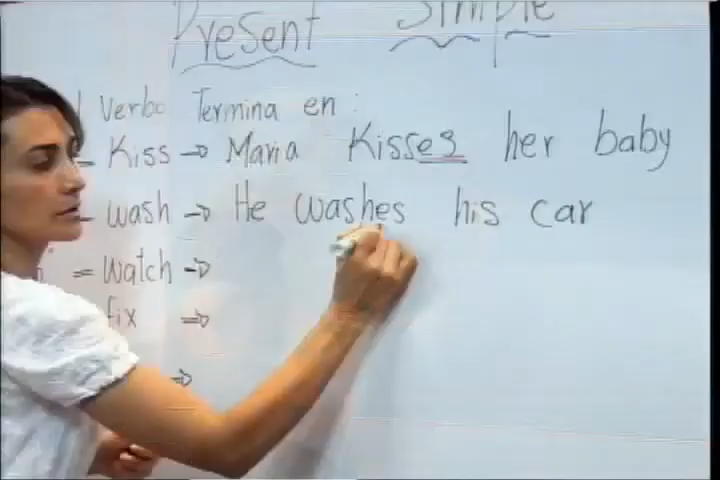 Present Simple
Verbo Termina en :
Kiss → Maria Kisses her baby
wash → He washes his car
= watch →
fix ⇒
⇒